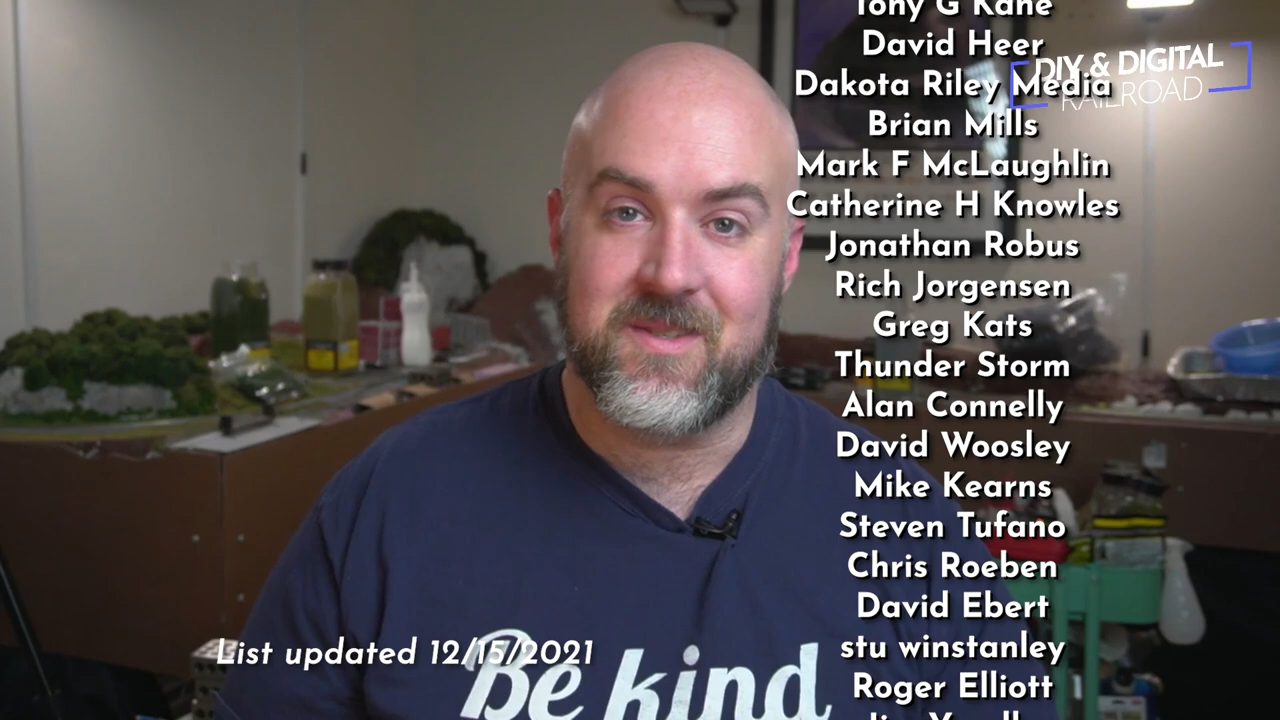 Tony G Kane
David Heer
Dakota Riley Media
DIY & DIGITAL
RAILROAD
Brian Mills
Mark F McLaughlin
Catherine H Knowles
Jonathan Robus
Rich Jorgensen
Greg Kats
Thunder Storm
Alan Connelly
David Woosley
Mike Kearns
Steven Tufano
Chris Roeben
David Ebert
stu winstanley
Roger Elliott
List updated 12/15/2021
Be kind